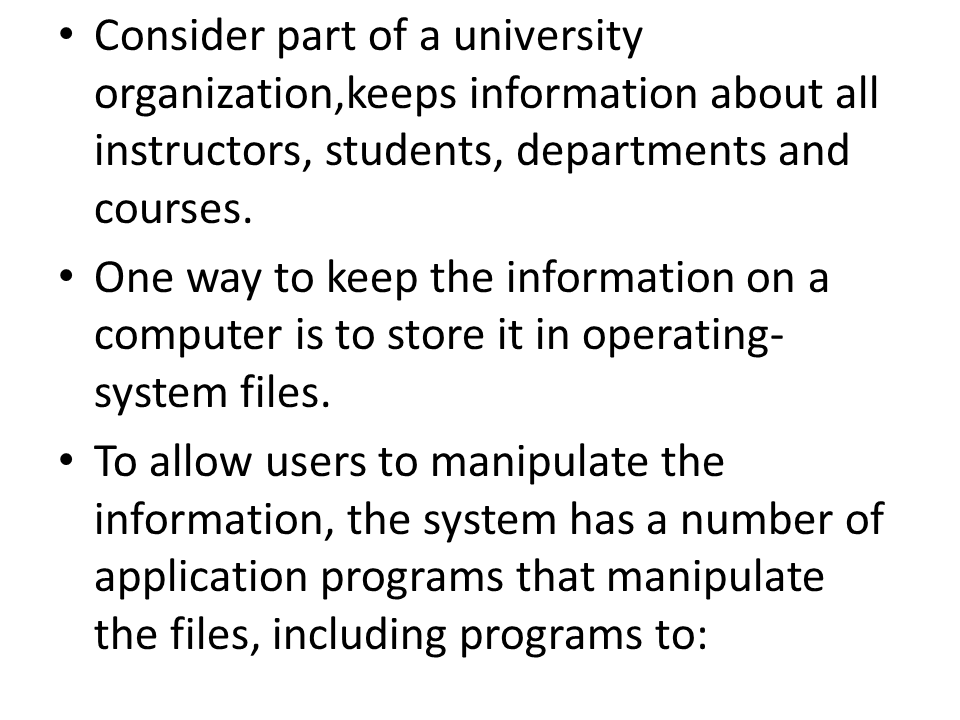 • Consider part of a university
organization,keeps information about all
instructors, students, departments and
courses.
• One way to keep the information on a
computer is to store it in operating-
system files.
• To allow users to manipulate the
information, the system has a number of
application programs that manipulate
the files, including programs to: